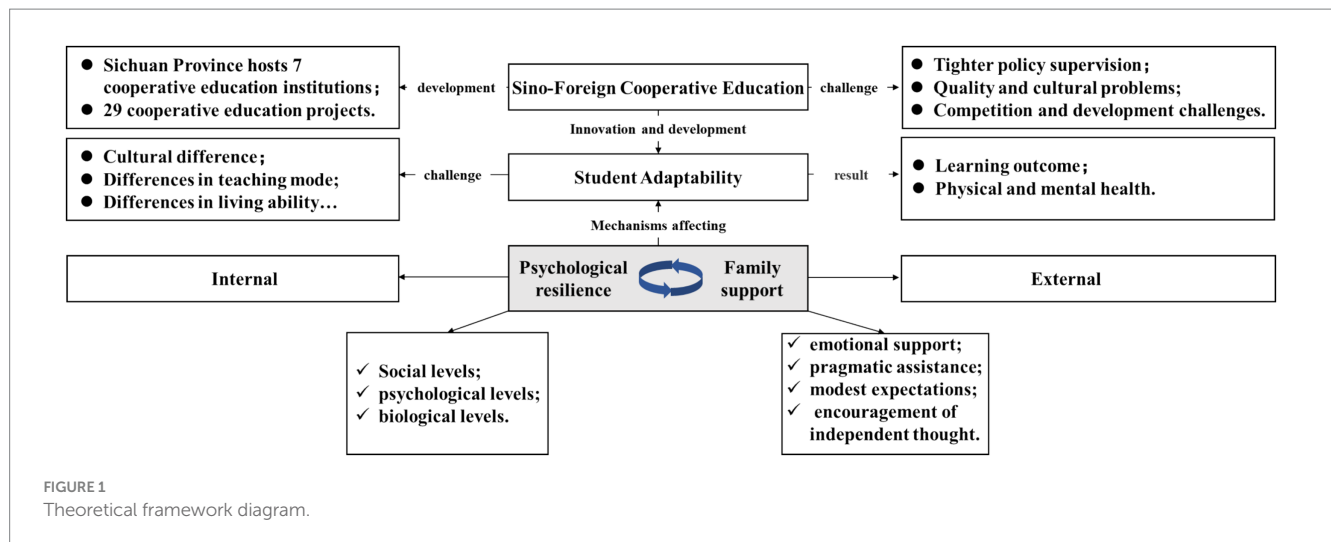 ● Sichuan Province hosts 7
cooperative education institutions;
● 29 cooperative education projects.
development
Sino-Foreign Cooperative Education
challenge
● Tighter policy supervision;
● Quality and cultural problems;
● Competition and development challenges.
Innovation and development
● Cultural difference;
● Differences in teaching mode;
● Differences in living ability…
challenge
Student Adaptability
result
● Learning outcome;
● Physical and mental health.
Mechanisms affecting
Internal
Psychological
resilience
Family
support
External
✓ Social levels;
✓ psychological levels;
✓ biological levels.
✓ emotional support;
✓ pragmatic assistance;
✓ modest expectations;
✓ encouragement of
independent thought.
FIGURE 1
Theoretical framework diagram.